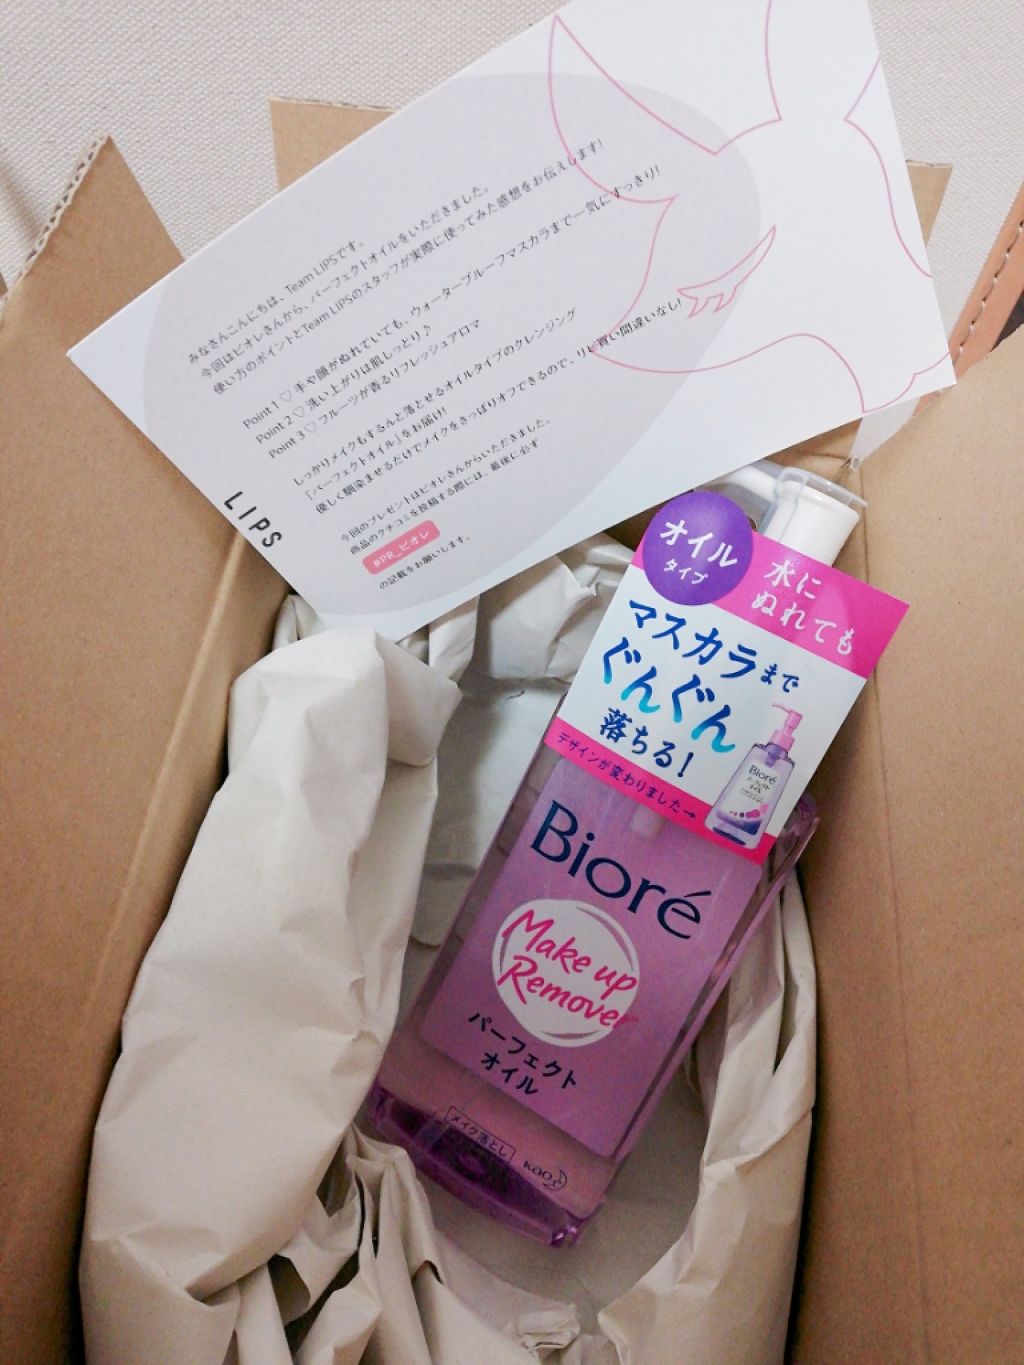 みなさんこんにちは、Team LIPSです。
今回はビオレさんから、パーフェクトオイルをいただきました。
使い方のポイントとTeam LIPSのスタッフが実際に使ってみた感想をお伝えします!
Point 1 ♡ 手や顔がぬれていても、ウォータープルーフマスカラまで一気にすっきり!
Point 2 ♡ 洗い上がりは肌しっとり♪
Point 3 ♡ フルーツが香るリフレッシュアロマ
しっかりメイクもするんと落とせるオイルタイプのクレンジング
『パーフェクトオイル』をお届け!
優しく馴染ませるだけでメイクをさっぱりオフできるので、リピ買い間違いなし!
今回のプレゼントはビオレさんからいただきました。
商品のクチコミを投稿する際には、最後に必ず
#PR_ビオレ
の記載をお願いします。
LIPS
オイル
タイプ
水に
ぬれても
マスカラまで
ぐんぐん
落ちる!
デザインが変わりました→
Bioré
パーフェクト
オイル
Bioré
Make up
Remover
パーフェクト
オイル
メイク落とし
Kao